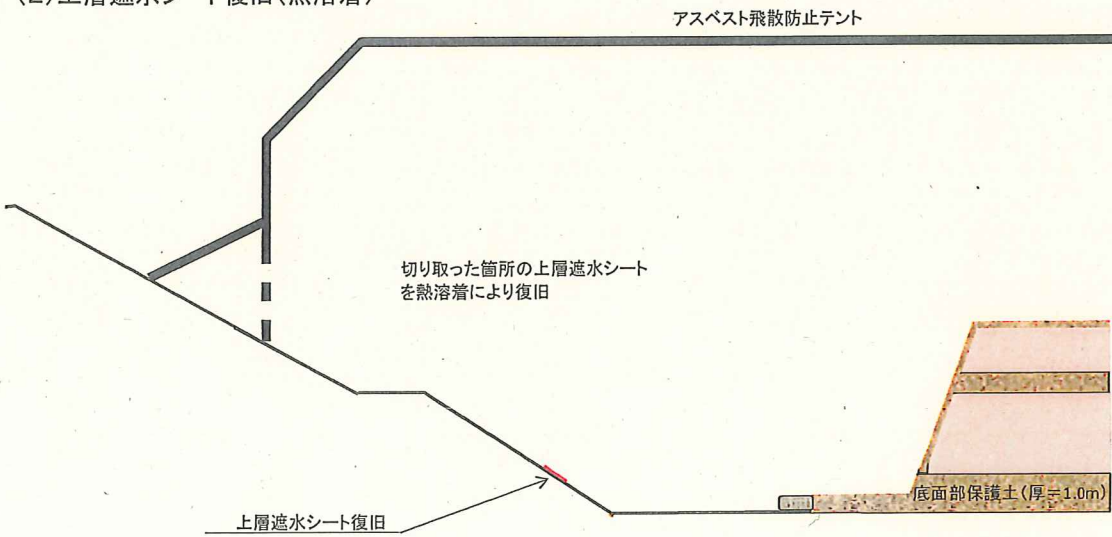 (2)上層遮水シート復旧(熱溶着)
アスベスト飛散防止テント
切り取った箇所の上層遮水シート
を熱溶着により復旧
底面部保護土(厚=1.0m)
上層遮水シート復旧